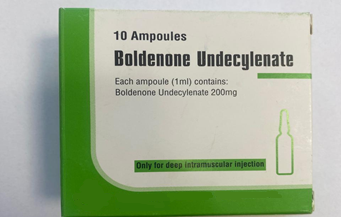 10 Ampoules
Boldenone Undecylenate
Each ampoule (1ml) contains:
Boldenone Undecylenate 200mg
Only for deep intramuscular injection